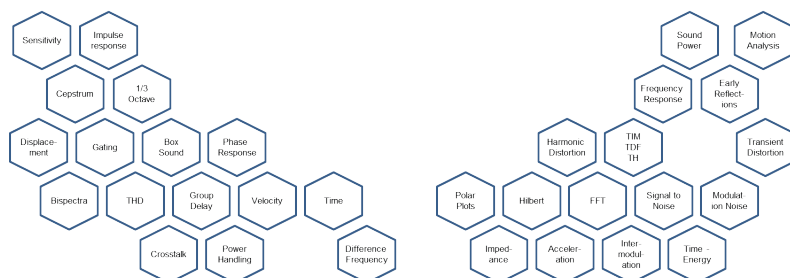 Sensitivity
Impulse
response
Sound
Power
Motion
Analysis
Cepstrum
1/3
Octave
Frequency
Response
Early
Reflect-
ions
Displace-
ment
Gating
Box
Sound
Phase
Response
Harmonic
Distortion
TIM
TDF
TH
Transient
Distortion
Bispectra
THD
Group
Delay
Velocity
Time
Polar
Plots
Hilbert
FFT
Signal to
Noise
Modulat-
ion Noise
Crosstalk
Power
Handling
Difference
Frequency
Imped-
ance
Acceler-
ation
Inter-
modul-
ation
Time -
Energy